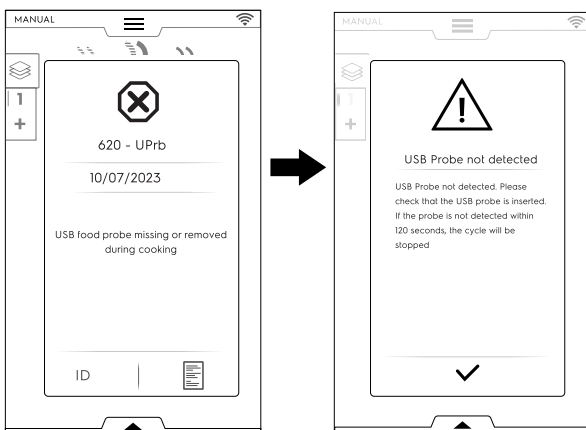 MANUAL
1
+
620 - UPrb
10/07/2023
USB food probe missing or removed
during cooking
ID
MANUAL
1
+
USB Probe not detected
USB Probe not detected. Please
check that the USB probe is inserted.
If the probe is not detected within
120 seconds, the cycle will be
stopped